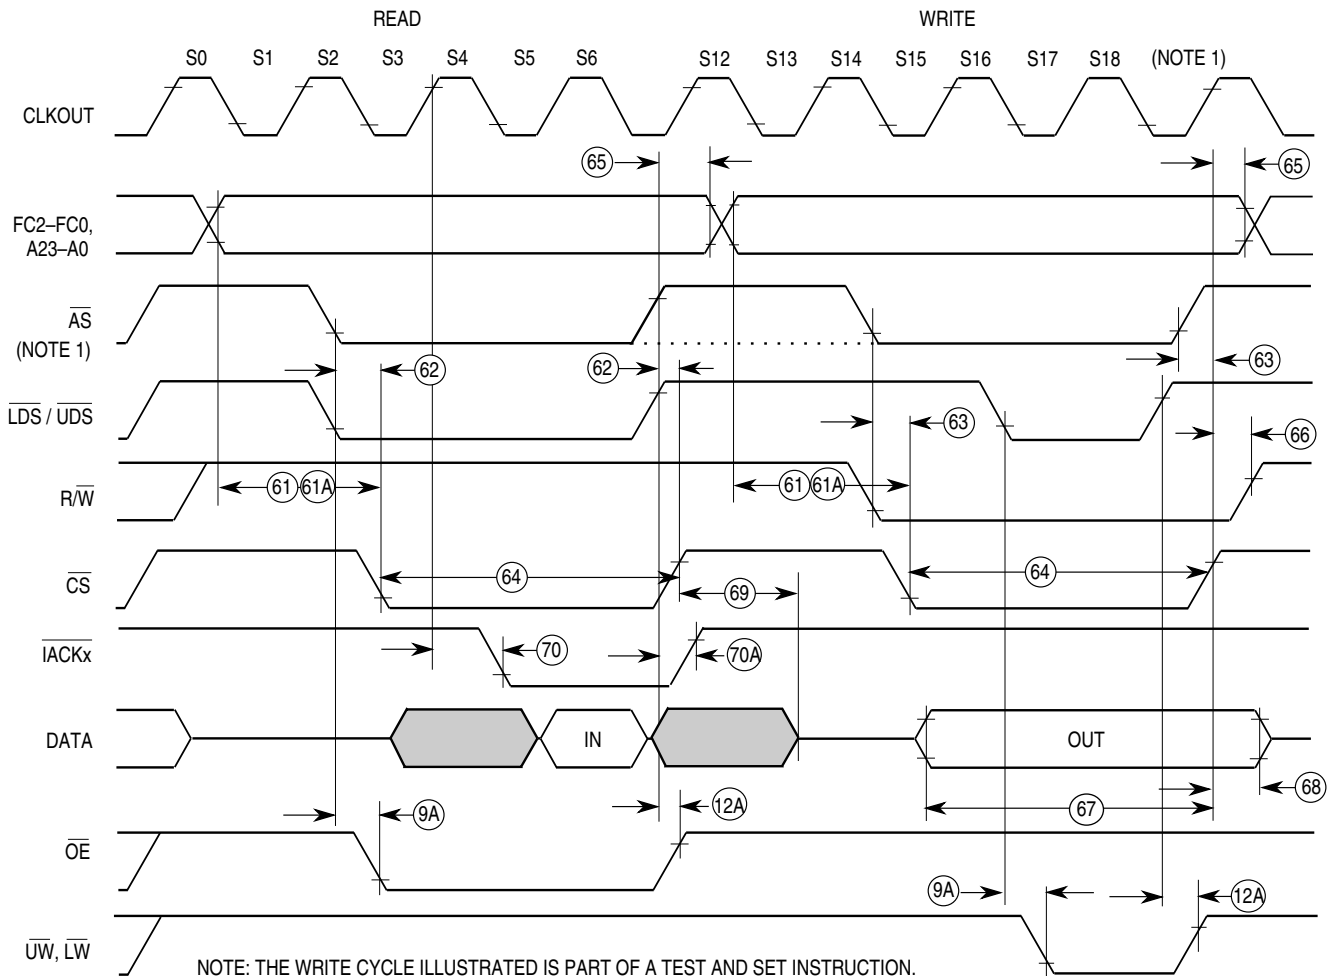 READ WRITE
S0 S1 S2 S3 S4 S5 S6 S12 S13 S14 S15 S16 S17 S18 (NOTE 1)
CLKOUT
65 65
FC2–FC0,
A23–A0
AS
(NOTE 1)
62 62 63
LDS / UDS
63 66
R/W
61 61A 61 61A
CS
64 69 64
IACKx
70 70A
DATA IN OUT
68
9A 12A 67
OE
9A 12A
UW, LW
NOTE: THE WRITE CYCLE ILLUSTRATED IS PART OF A TEST AND SET INSTRUCTION.